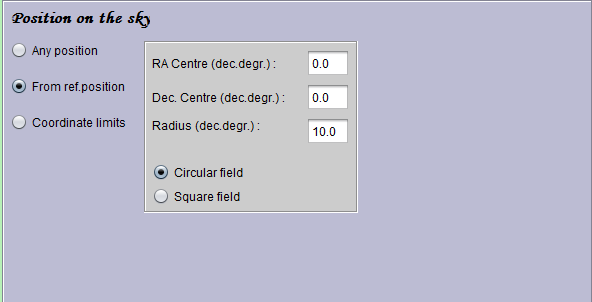 Position on the sky
Any position
From ref.position
Coordinate limits
RA Centre (dec.degr.) : 0.0
Dec. Centre (dec.degr.) : 0.0
Radius (dec.degr.) : 10.0
Circular field
Square field